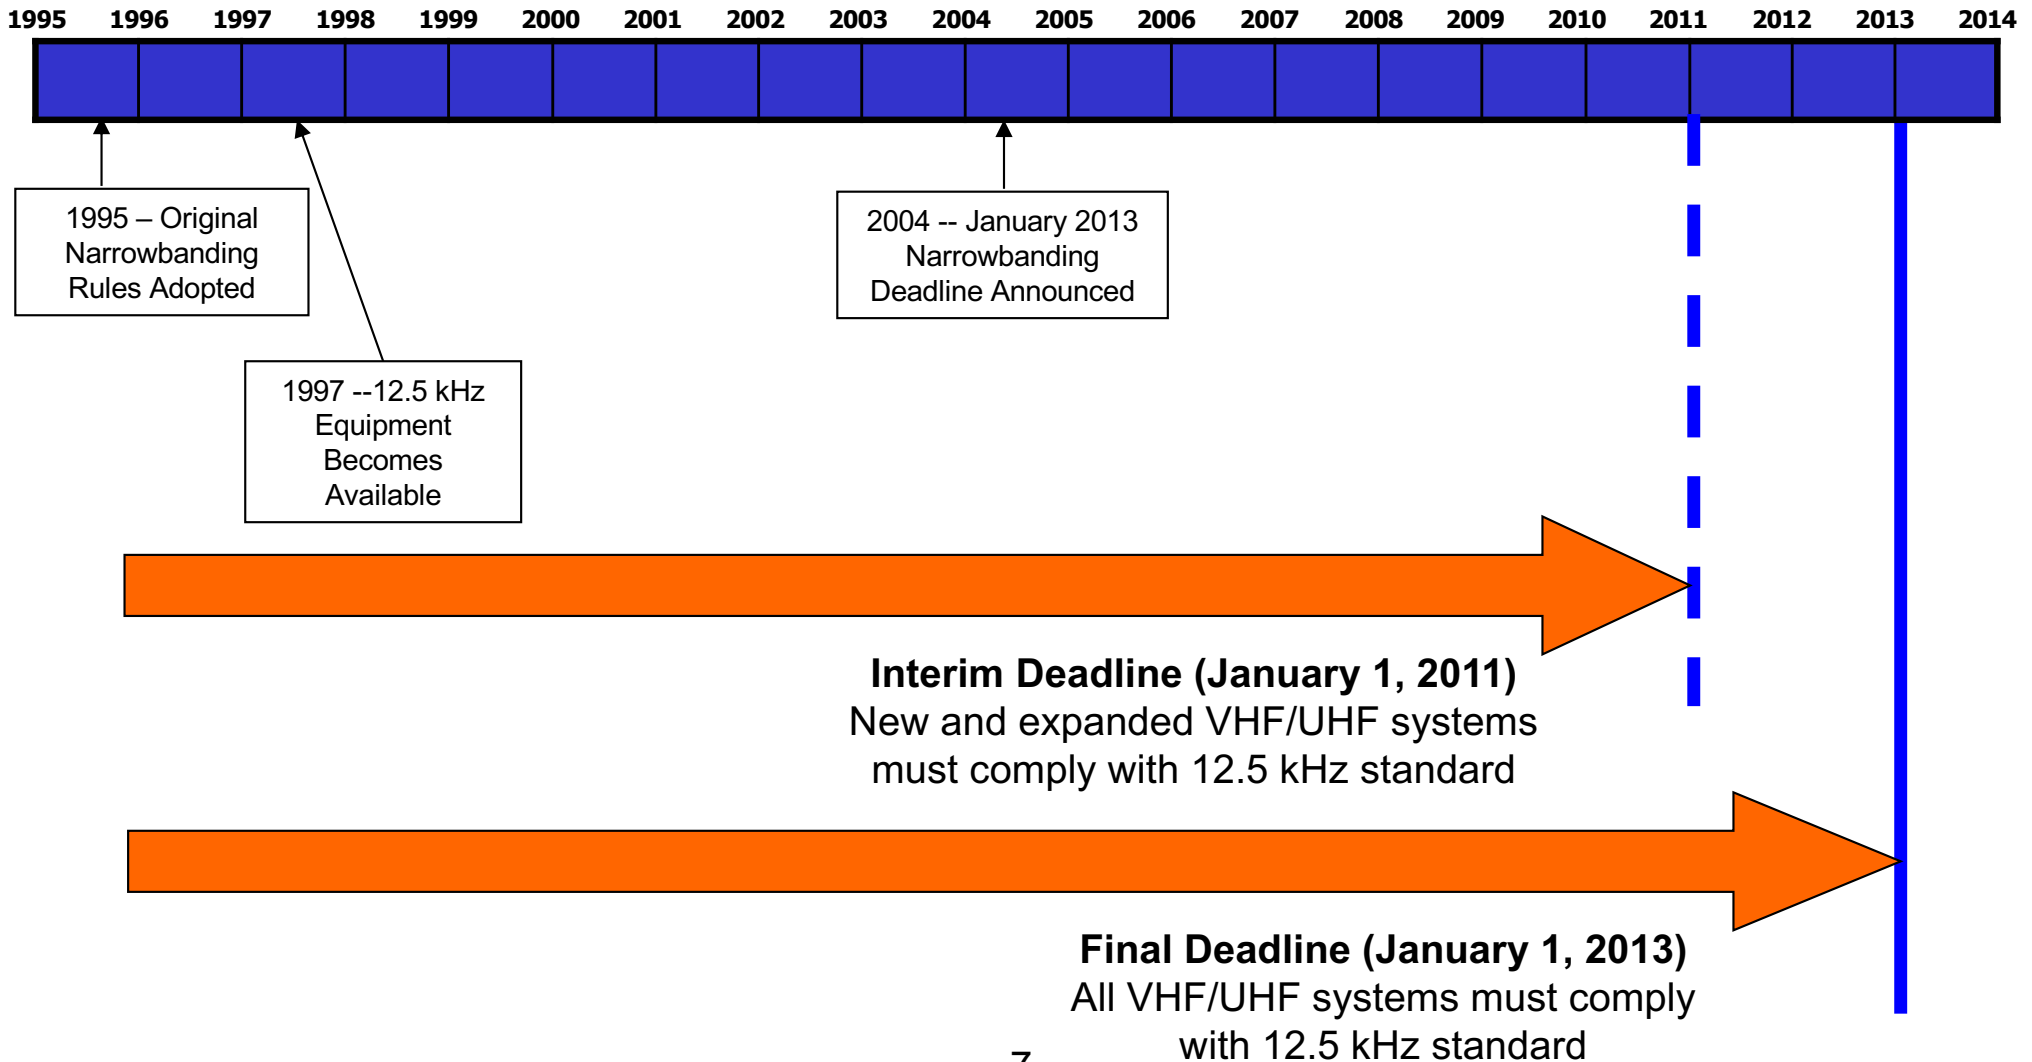 1995 1996 1997 1998 1999 2000 2001 2002 2003 2004 2005 2006 2007 2008 2009 2010 2011 2012 2013 2014
1995 – Original
Narrowbanding
Rules Adopted
1997 --12.5 kHz
Equipment
Becomes
Available
2004 -- January 2013
Narrowbanding
Deadline Announced
Interim Deadline (January 1, 2011)
New and expanded VHF/UHF systems
must comply with 12.5 kHz standard
Final Deadline (January 1, 2013)
All VHF/UHF systems must comply
with 12.5 kHz standard
7